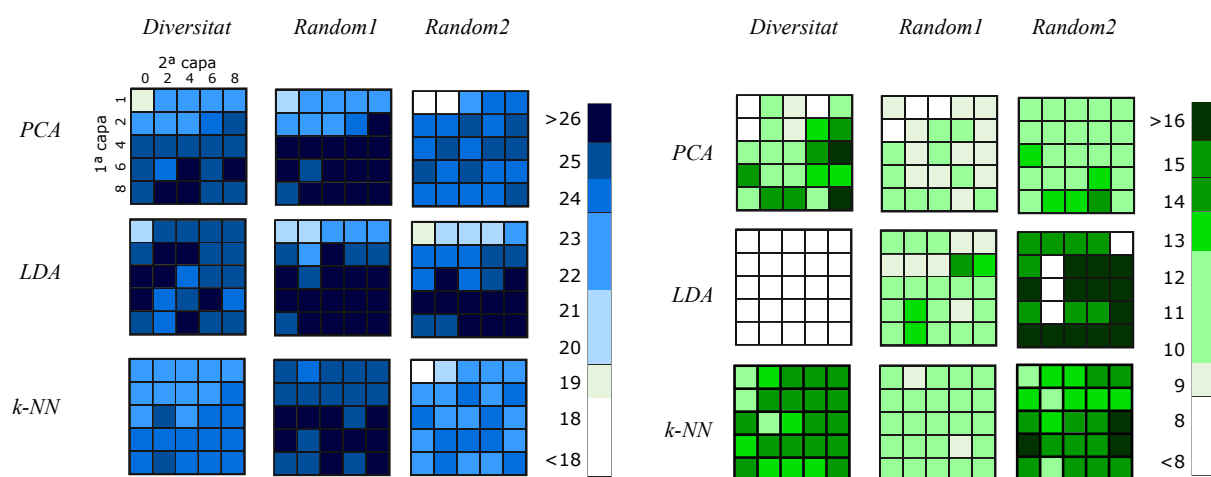 Diversitat Random1 Random2
2ª capa
0 2 4 6 8
1ª capa
1
2
4
6
8
PCA
LDA
k-NN
>26
25
24
23
22
21
20
19
18
<18
Diversitat Random1 Random2
PCA
LDA
k-NN
>16
15
14
13
12
11
10
9
8
<8